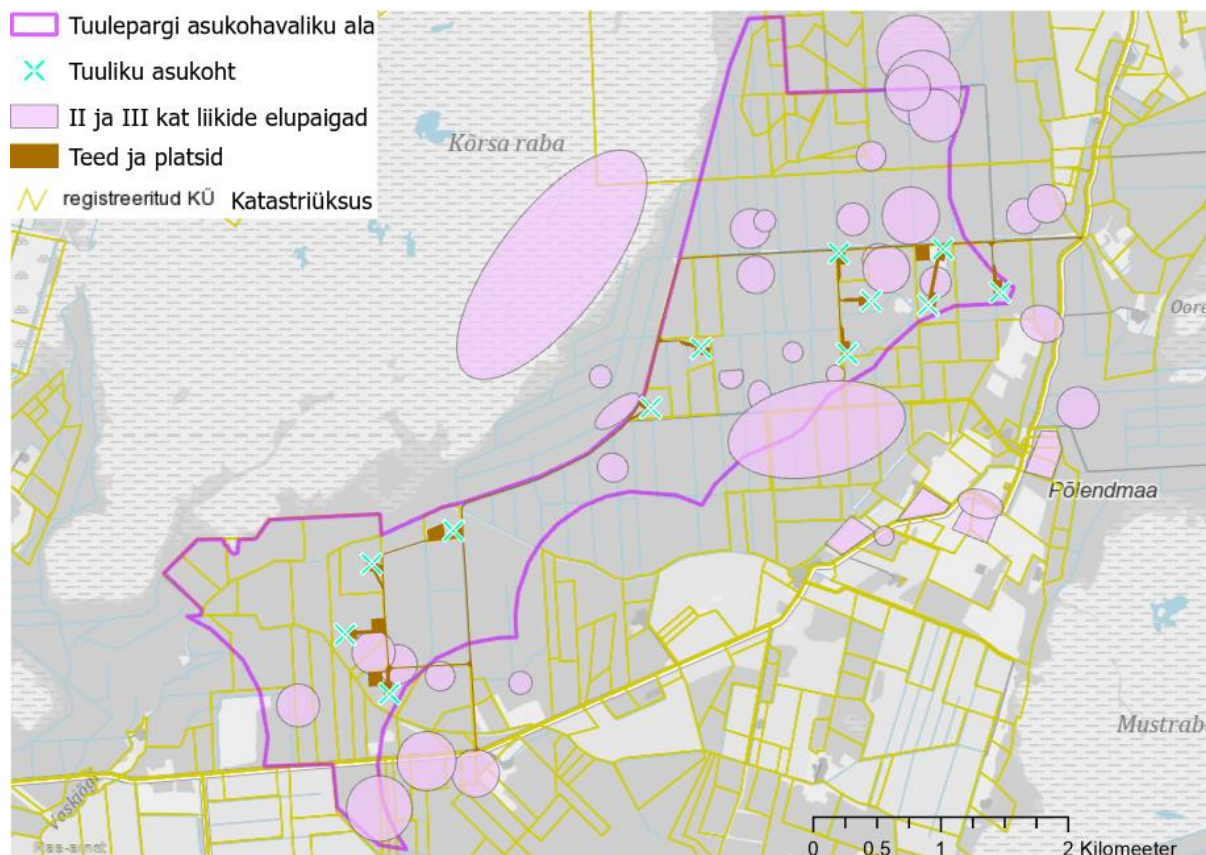 Tuulepargi asukohavaliku ala
Tuuliku asukoht
II ja III kat liikide elupaigad
Teed ja platsid
registreeritud KÜ Katastriüksus
Kõrsa raba
Oore
Põlendmaa
Mustraba
Vaskjõgi
0 0,5 1 2 Kilomeeter